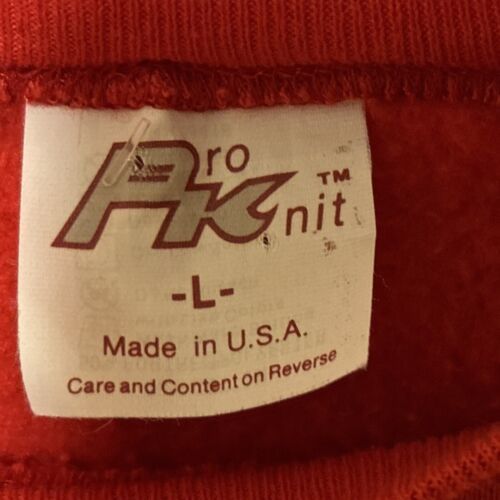 Pro
Knit™
-L-
Made in U.S.A.
Care and Content on Reverse